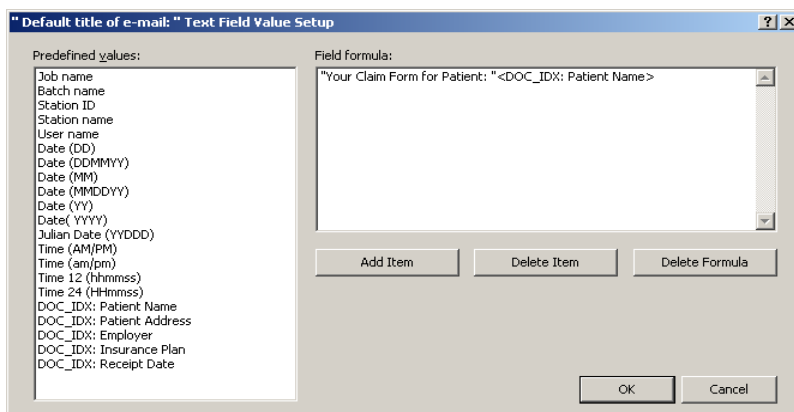 " Default title of e-mail: " Text Field Value Setup
Predefined values:
Job name
Batch name
Station ID
Station name
User name
Date (DD)
Date (DDMMYY)
Date (MM)
Date (MMDDYY)
Date (YY)
Date( YYYY)
Julian Date (YYDDD)
Time (AM/PM)
Time (am/pm)
Time 12 (hhmmss)
Time 24 (HHmmss)
DOC_IDX: Patient Name
DOC_IDX: Patient Address
DOC_IDX: Employer
DOC_IDX: Insurance Plan
DOC_IDX: Receipt Date
Field formula:
"Your Claim Form for Patient: "<DOC_IDX: Patient Name>
Add Item
Delete Item
Delete Formula
OK
Cancel